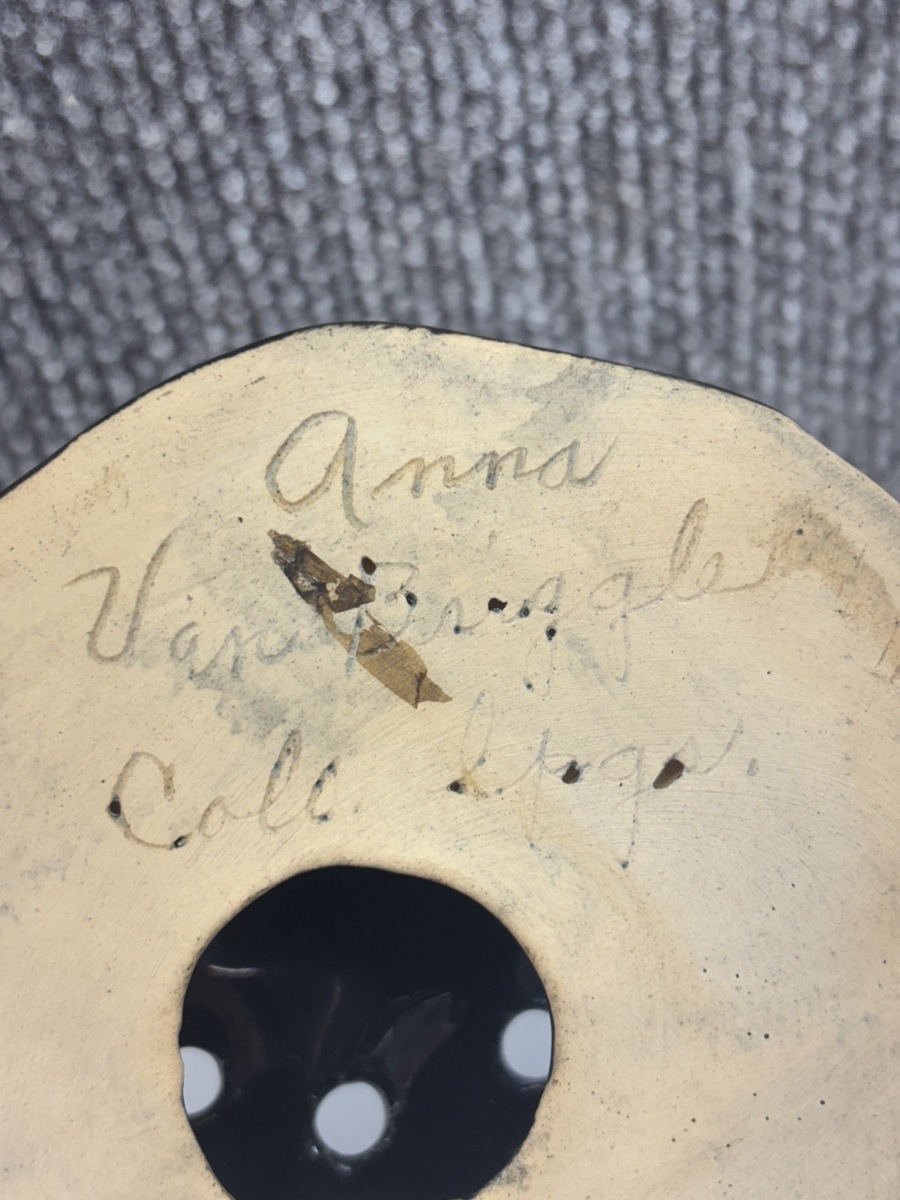 Anna
Van Briggle
Colo. Spgs.